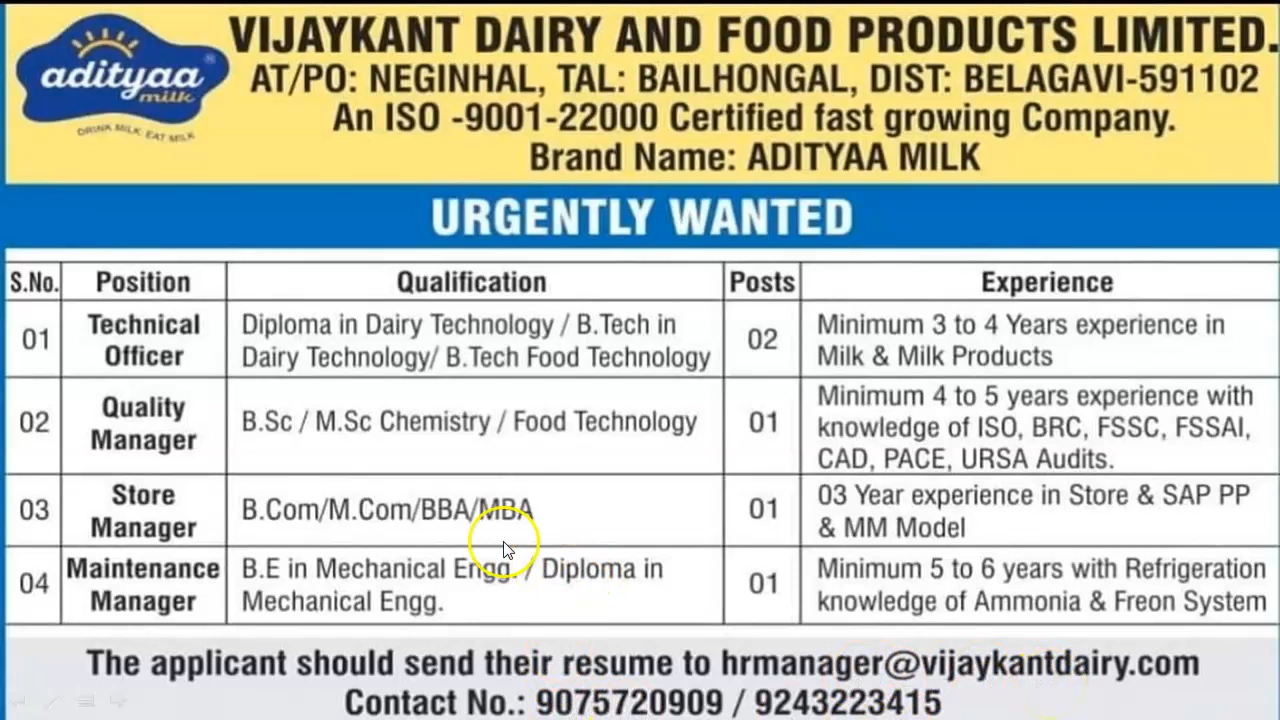 adityaa®
milk
DRINK MILK, EAT MILK
VIJAYKANT DAIRY AND FOOD PRODUCTS LIMITED.
AT/PO: NEGINHAL, TAL: BAILHONGAL, DIST: BELAGAVI-591102
An ISO -9001-22000 Certified fast growing Company.
Brand Name: ADITYAA MILK
URGENTLY WANTED
S.No. Position Qualification Posts Experience
01 Technical Officer Diploma in Dairy Technology / B.Tech in 02 Minimum 3 to 4 Years experience in
Dairy Technology/ B.Tech Food Technology Milk & Milk Products
02 Quality Manager B.Sc / M.Sc Chemistry / Food Technology 01 Minimum 4 to 5 years experience with
knowledge of ISO, BRC, FSSC, FSSAI,
CAD, PACE, URSA Audits.
03 Store Manager B.Com/M.Com/BBA/MBA 01 03 Year experience in Store & SAP PP
& MM Model
04 Maintenance Manager B.E in Mechanical Engg. / Diploma in 01 Minimum 5 to 6 years with Refrigeration
Mechanical Engg. knowledge of Ammonia & Freon System
The applicant should send their resume to hrmanager@vijaykantdairy.com
Contact No.: 9075720909 / 9243223415